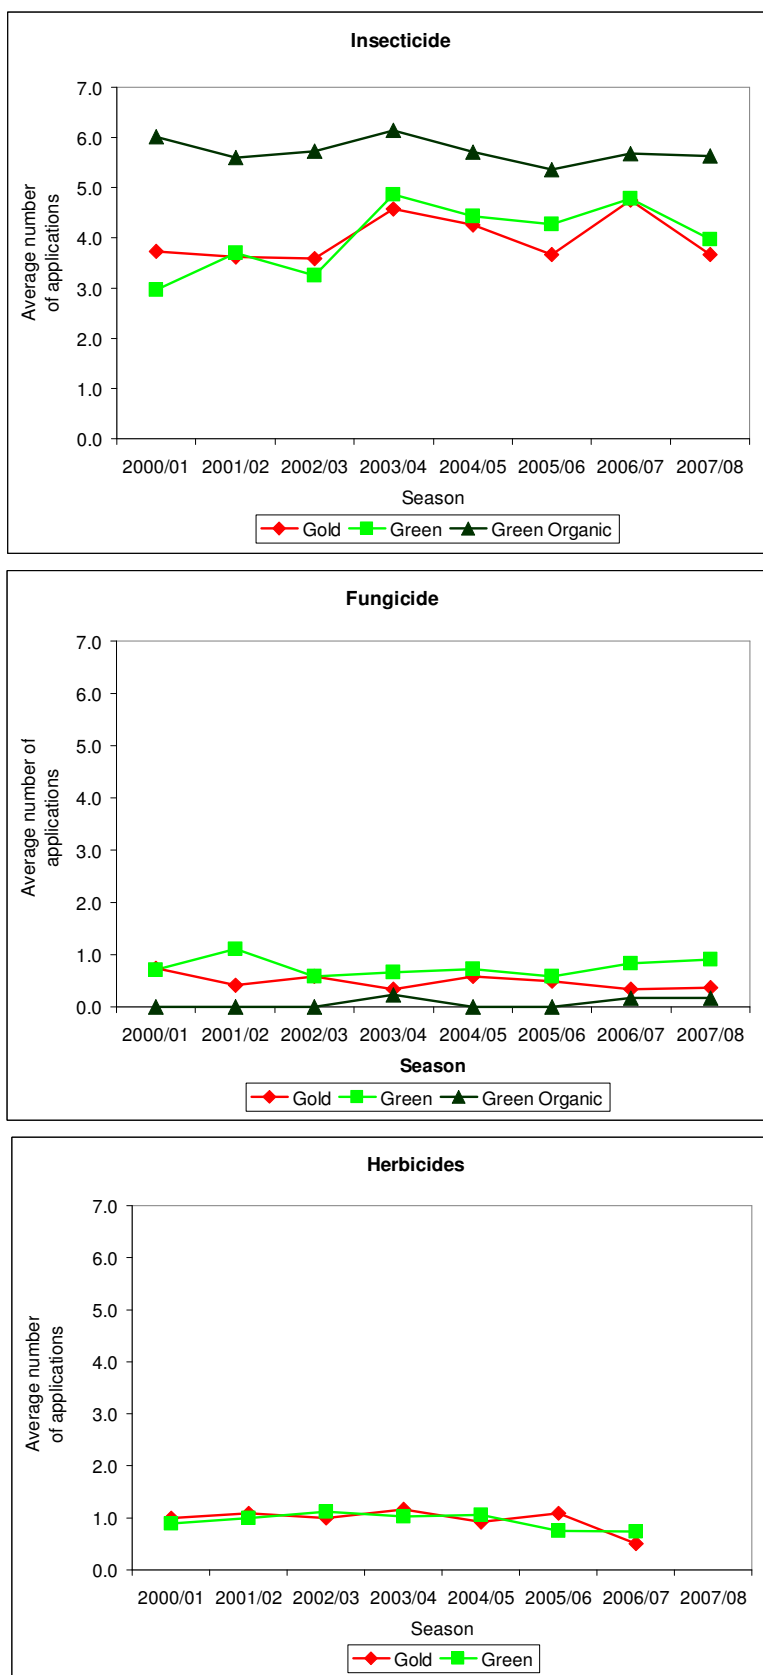 Insecticide
7.0
6.0
5.0
4.0
3.0
2.0
1.0
0.0
Average number
of applications
2000/01 2001/02 2002/03 2003/04 2004/05 2005/06 2006/07 2007/08
Season
Gold Green Green Organic
Fungicide
7.0
6.0
5.0
4.0
3.0
2.0
1.0
0.0
Average number of
applications
2000/01 2001/02 2002/03 2003/04 2004/05 2005/06 2006/07 2007/08
Season
Gold Green Green Organic
Herbicides
7.0
6.0
5.0
4.0
3.0
2.0
1.0
0.0
Average number
of applications
2000/01 2001/02 2002/03 2003/04 2004/05 2005/06 2006/07 2007/08
Season
Gold Green